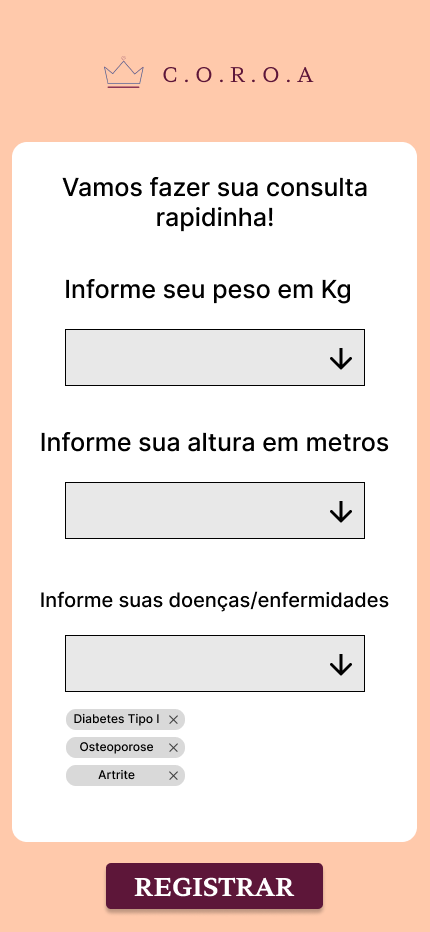 C.O.R.O.A
Vamos fazer sua consulta
rapidinha!
Informe seu peso em Kg
Informe sua altura em metros
Informe suas doenças/enfermidades
Diabetes Tipo I
Osteoporose
Artrite
REGISTRAR